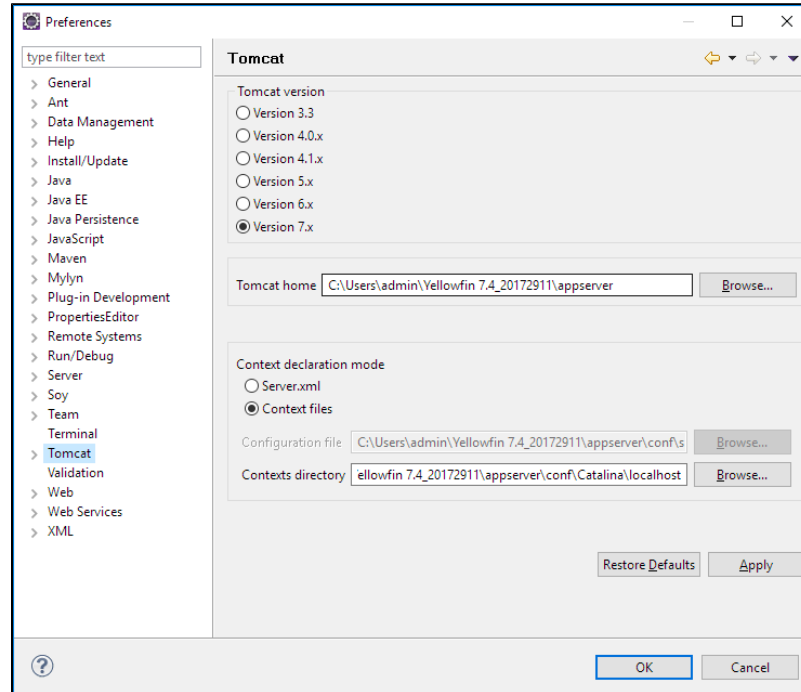 Preferences
type filter text
General
Ant
Data Management
Help
Install/Update
Java
Java EE
Java Persistence
JavaScript
Maven
Mylyn
Plug-in Development
PropertiesEditor
Remote Systems
Run/Debug
Server
Soy
Team
Terminal
Tomcat
Validation
Web
Web Services
XML
Tomcat
Tomcat version
Version 3.3
Version 4.0.x
Version 4.1.x
Version 5.x
Version 6.x
Version 7.x
Tomcat home C:\Users\admin\Yellowfin 7.4_20172911\appserver Browse...
Context declaration mode
Server.xml
Context files
Configuration file C:\Users\admin\Yellowfin 7.4_20172911\appserver\conf\s Browse...
Contexts directory ellowfin 7.4_20172911\appserver\conf\Catalina\localhost Browse...
Restore Defaults Apply
? OK Cancel